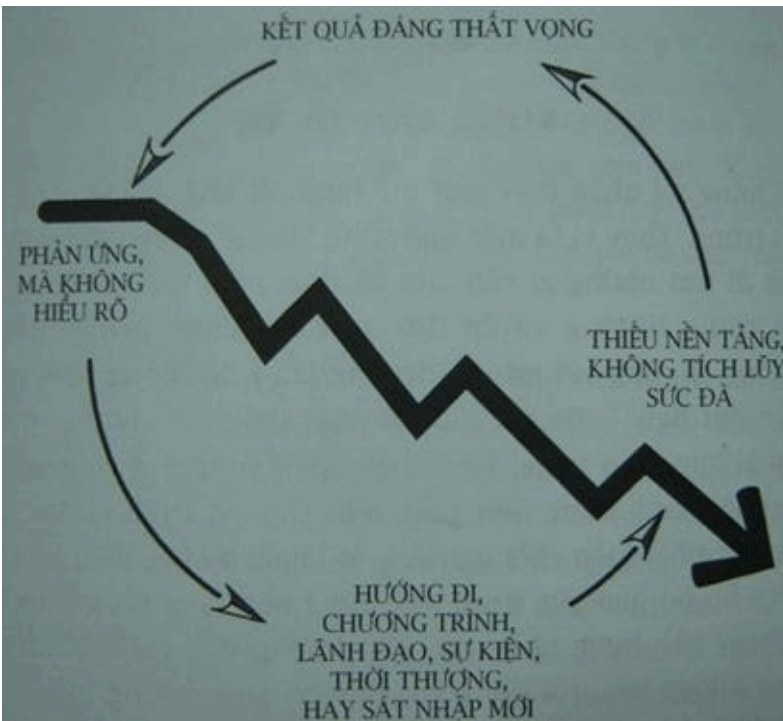 KẾT QUẢ ĐÁNG THẤT VỌNG
PHẢN ỨNG,
MÀ KHÔNG
HIỂU RÕ
THIẾU NỀN TẢNG,
KHÔNG TÍCH LŨY
SỨC ĐÀ
HƯỚNG ĐI,
CHƯƠNG TRÌNH,
LÃNH ĐẠO, SỰ KIỆN,
THỜI THƯỢNG,
HAY SÁT NHẬP MỚI